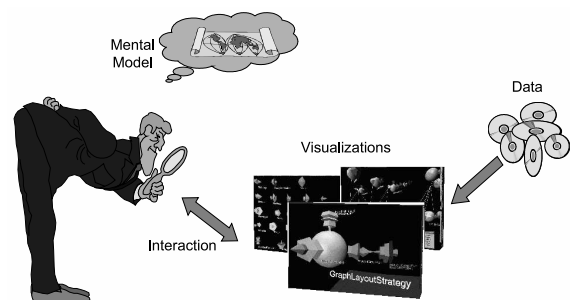 Mental
Model
Data
Visualizations
Interaction
GraphLayoutStrategy